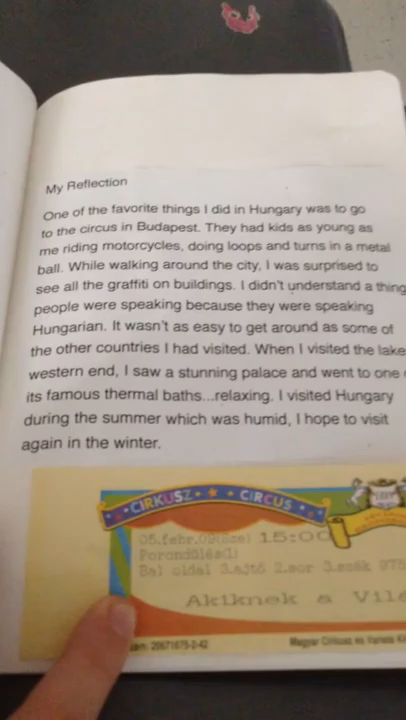 My Reflection
One of the favorite things I did in Hungary was to go
to the circus in Budapest. They had kids as young as
me riding motorcycles, doing loops and turns in a metal
ball. While walking around the city, I was surprised to
see all the graffiti on buildings. I didn't understand a thing
people were speaking because they were speaking
Hungarian. It wasn't as easy to get around as some of
the other countries I had visited. When I visited the lake
western end, I saw a stunning palace and went to one
its famous thermal baths...relaxing. I visited Hungary
during the summer which was humid, I hope to visit
again in the winter.
CIRKUSZ CIRCUS
15:00
Porondülés(1)
Bal oldal 3.ajtó 2.sor 3.szék
Akiknek a Vil
Magyar Cirkusz és Varieté